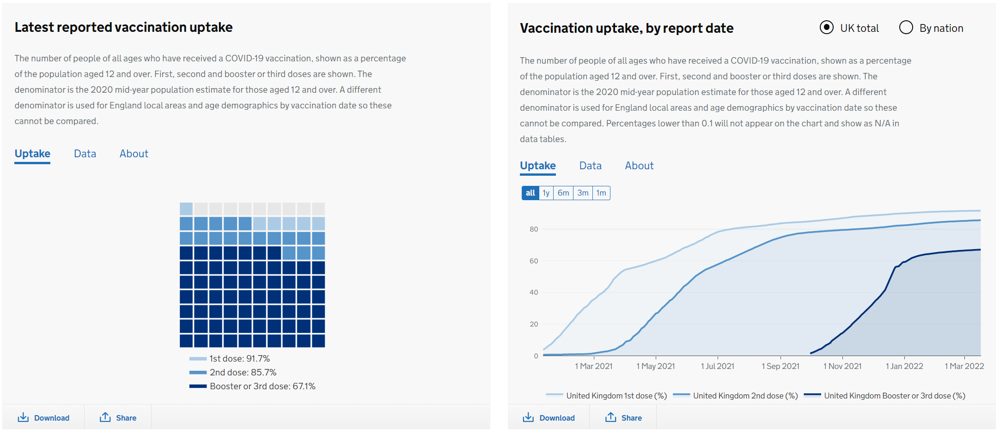 Latest reported vaccination uptake
The number of people of all ages who have received a COVID-19 vaccination, shown as a percentage
of the population aged 12 and over. First, second and booster or third doses are shown. The
denominator is the 2020 mid-year population estimate for those aged 12 and over. A different
denominator is used for England local areas and age demographics by vaccination date so these
cannot be compared.
Uptake Data About
1st dose: 91.7%
2nd dose: 85.7%
Booster or 3rd dose: 67.1%
Download Share
Vaccination uptake, by report date UK total By nation
The number of people of all ages who have received a COVID-19 vaccination, shown as a percentage
of the population aged 12 and over. First, second and booster or third doses are shown. The
denominator is the 2020 mid-year population estimate for those aged 12 and over. A different
denominator is used for England local areas and age demographics by vaccination date so these
cannot be compared. Percentages lower than 0.1 will not appear on the chart and show as N/A in
data tables.
Uptake Data About
all 1y 6m 3m 1m
80
60
40
20
0
1 Mar 2021 1 May 2021 1 Jul 2021 1 Sep 2021 1 Nov 2021 1 Jan 2022 1 Mar 2022
United Kingdom 1st dose (%) United Kingdom 2nd dose (%) United Kingdom Booster or 3rd dose (%)
Download Share